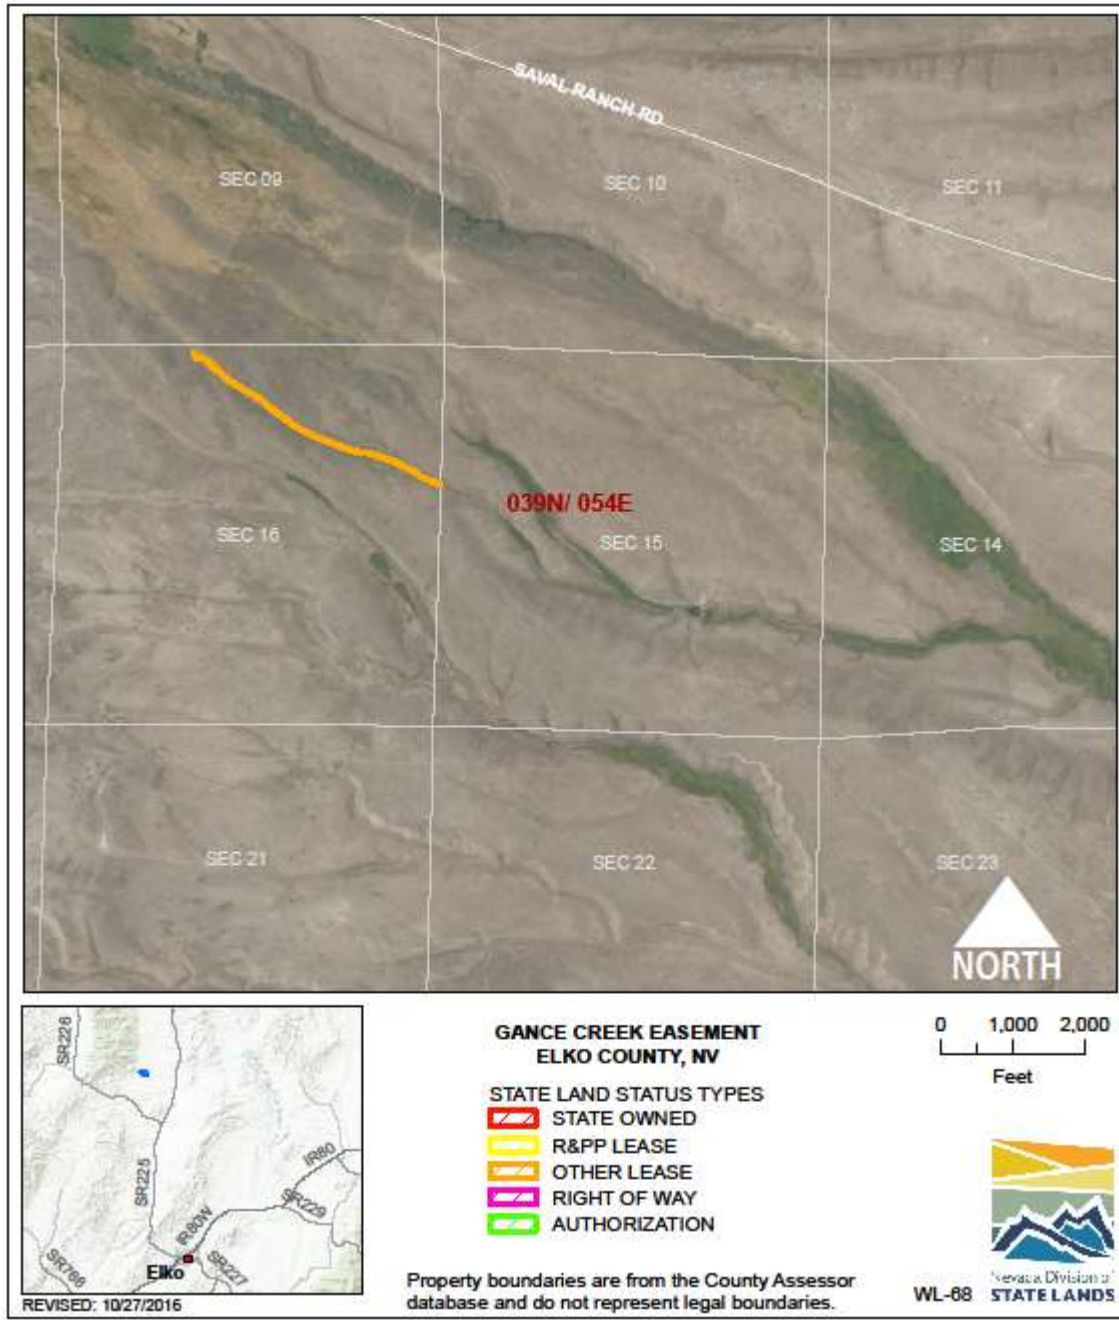 SAVAL RANCH RD
SEC 09
SEC 10
SEC 11
039N/ 054E
SEC 16
SEC 15
SEC 14
SEC 21
SEC 22
SEC 23
NORTH
SR226
SR225
IR80
SR229
IR80W
SR227
SR766
Elko
REVISED: 10/27/2016
GANCE CREEK EASEMENT
ELKO COUNTY, NV
STATE LAND STATUS TYPES
STATE OWNED
R&PP LEASE
OTHER LEASE
RIGHT OF WAY
AUTHORIZATION
Property boundaries are from the County Assessor
database and do not represent legal boundaries.
0 1,000 2,000
Feet
WL-68
Nevada Division of
STATE LANDS